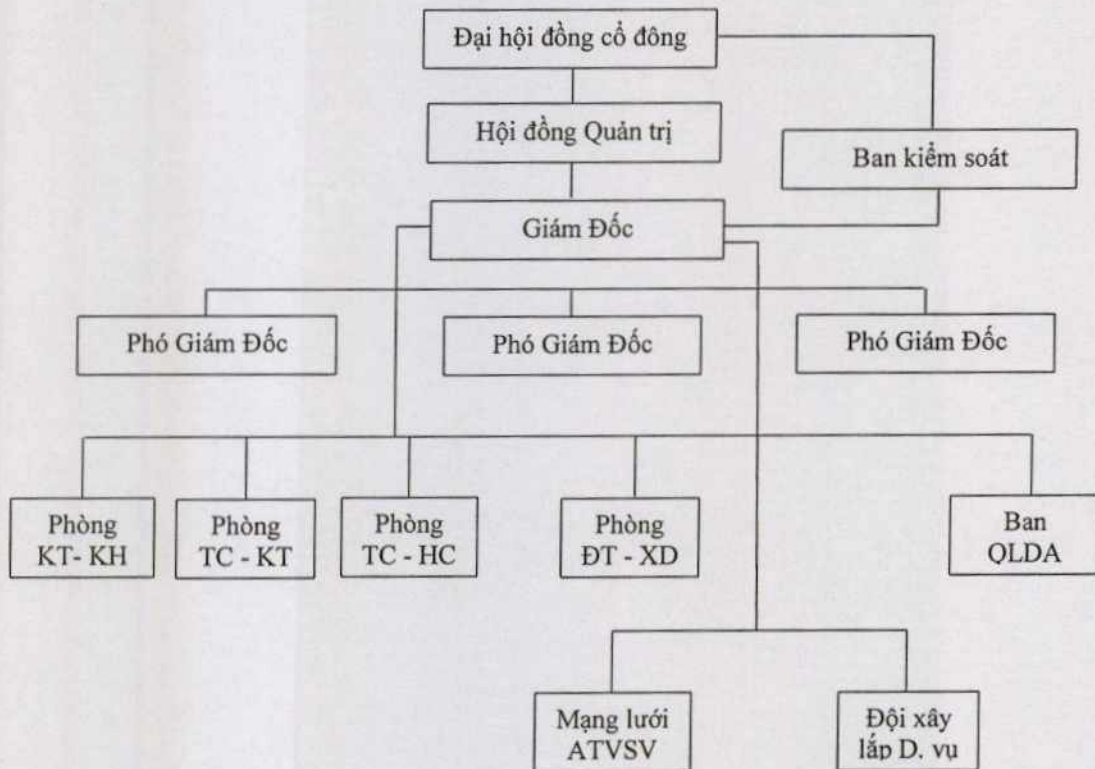 Đại hội đồng cổ đông
Hội đồng Quản trị
Ban kiểm soát
Giám Đốc
Phó Giám Đốc
Phó Giám Đốc
Phó Giám Đốc
Phòng
KT- KH
Phòng
TC - KT
Phòng
TC - HC
Phòng
ĐT - XD
Ban
QLDA
Mạng lưới
ATVSV
Đội xây
lắp D. vụ